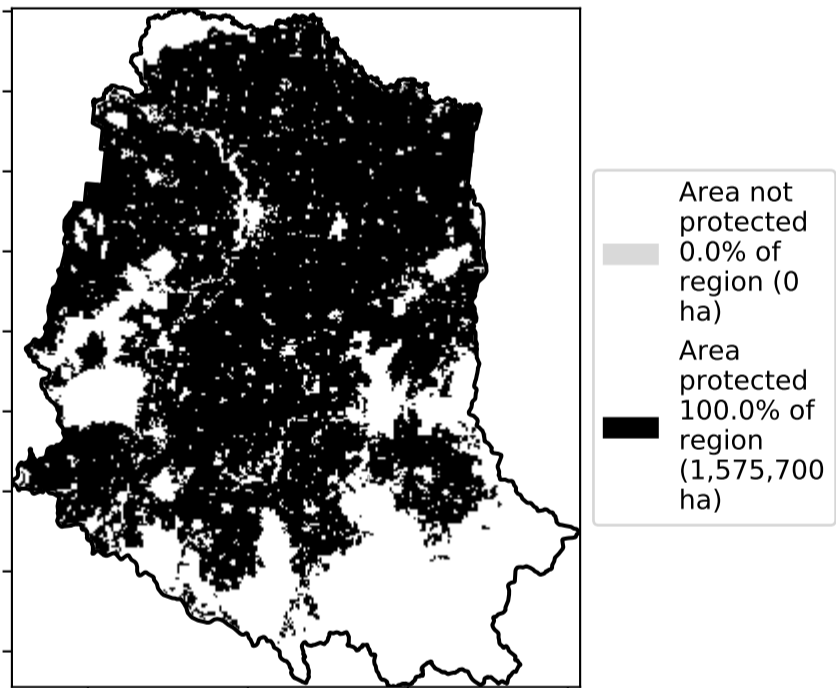 Area not
protected
0.0% of
region (0
ha)
Area
protected
100.0% of
region
(1,575,700
ha)